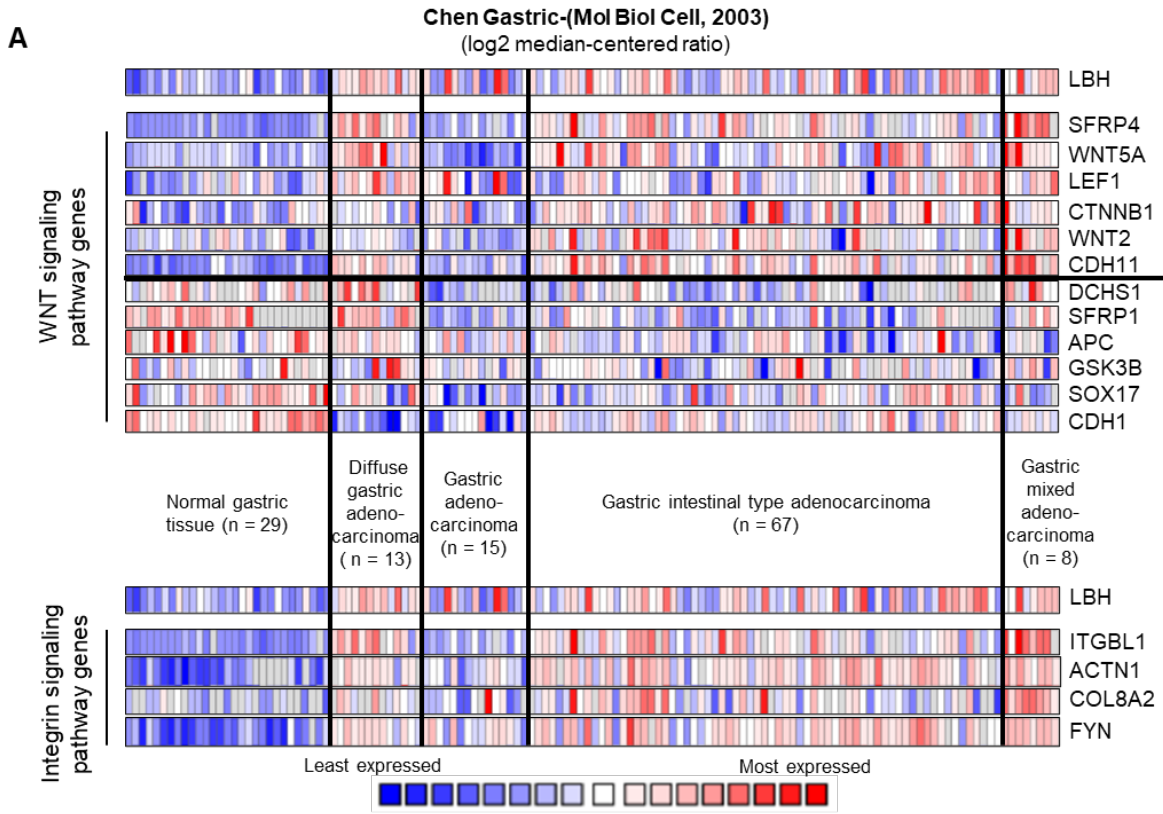 A
Chen Gastric-(Mol Biol Cell, 2003)
(log2 median-centered ratio)
LBH
WNT signaling
pathway genes
SFRP4
WNT5A
LEF1
CTNNB1
WNT2
CDH11
DCHS1
SFRP1
APC
GSK3B
SOX17
CDH1
Normal gastric
tissue (n = 29)
Diffuse
gastric
adeno-
carcinoma
( n = 13)
Gastric
adeno-
carcinoma
(n = 15)
Gastric intestinal type adenocarcinoma
(n = 67)
Gastric
mixed
adeno-
carcinoma
(n = 8)
LBH
Integrin signaling
pathway genes
ITGBL1
ACTN1
COL8A2
FYN
Least expressed
Most expressed